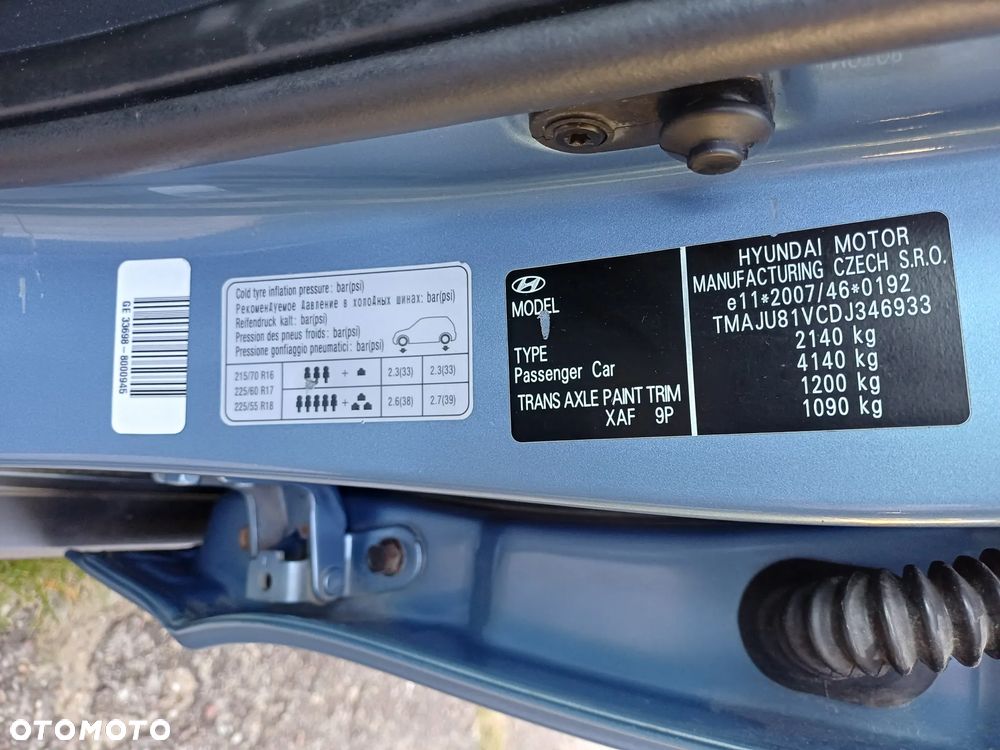 GE J3698 - 8000945
Cold tyre inflation pressure : bar(psi)
Рекомендуемое Давление в холодных шинах: bar(psi)
Reifendruck kalt : bar(psi)
Pression des pneus froids : bar(psi)
Pressione gonfiaggio pneumatici : bar(psi)
215/70 R16
225/60 R17
225/55 R18
+ 2.3(33) 2.3(33)
+ 2.6(38) 2.7(39)
MODEL
TYPE
Passenger Car
TRANS AXLE PAINT TRIM
XAF 9P
HYUNDAI MOTOR
MANUFACTURING CZECH S.R.O.
e11*2007/46*0192
TMAJU81VCDJ346933
2140 kg
4140 kg
1200 kg
1090 kg
OTOMOTO